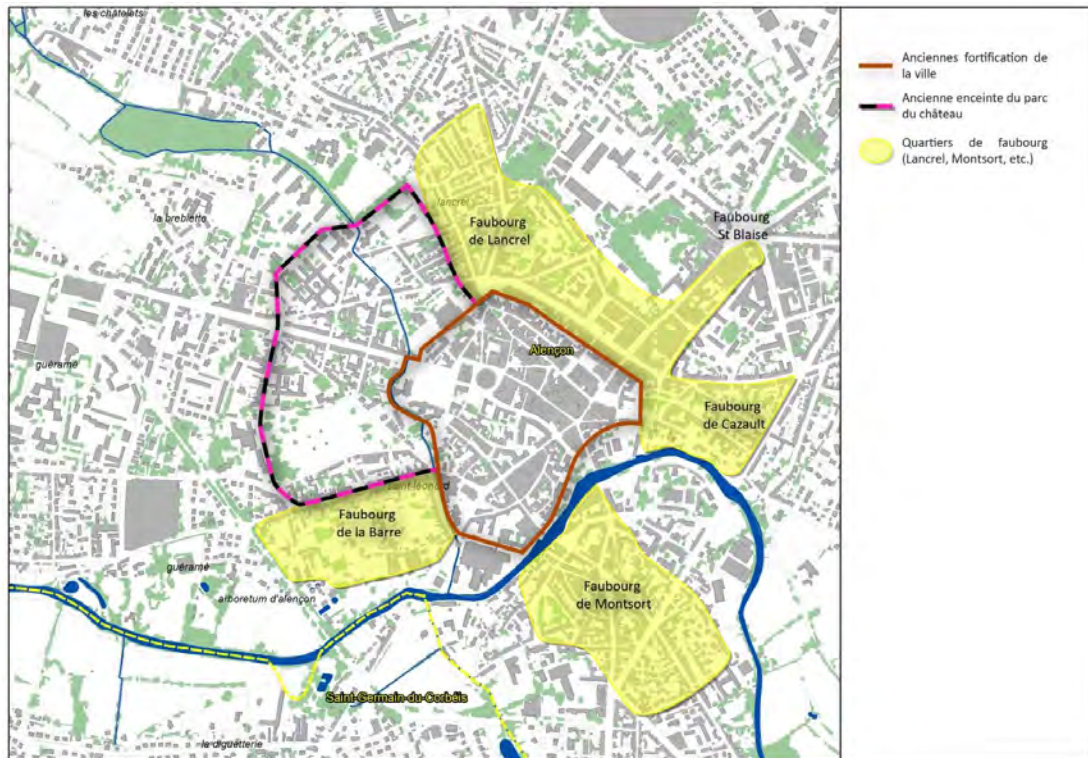 les châtelets
Anciennes fortification de
la ville
Ancienne enceinte du parc
du château
Quartiers de faubourg
(Lancrel, Montsort, etc.)
lancrel
la brebiette
Faubourg
de Lancrel
Faubourg
St Blaise
Alençon
guéramé
Faubourg
de Cazault
saint-léonard
Faubourg
de la Barre
guéramé
arboretum d'alençon
Faubourg
de Montsort
Saint-Germain-du-Corbéis
la diguetterie